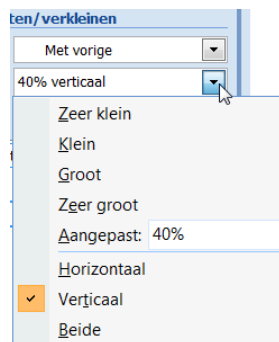 ten/verkleinen
Met vorige
40% verticaal
Zeer klein
Klein
Groot
Zeer groot
Aangepast: 40%
Horizontaal
Verticaal
Beide